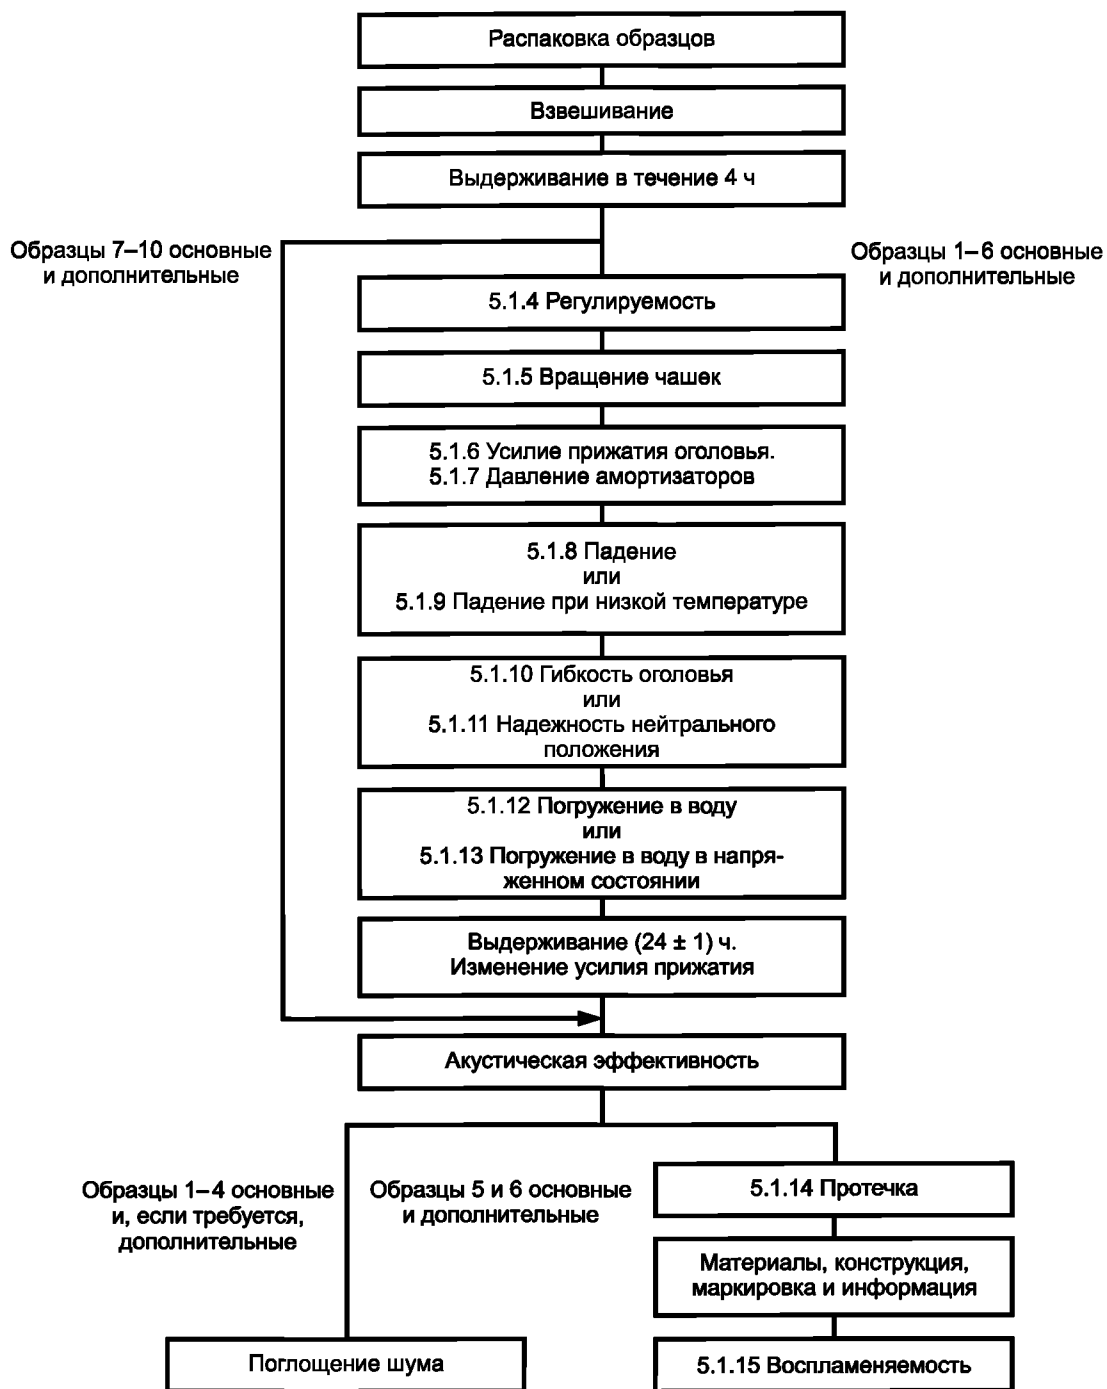 Распаковка образцов
Взвешивание
Выдерживание в течение 4 ч
Образцы 7–10 основные
и дополнительные
Образцы 1–6 основные
и дополнительные
5.1.4 Регулируемость
5.1.5 Вращение чашек
5.1.6 Усилие прижатия оголовья.
5.1.7 Давление амортизаторов
5.1.8 Падение
или
5.1.9 Падение при низкой температуре
5.1.10 Гибкость оголовья
или
5.1.11 Надежность нейтрального
положения
5.1.12 Погружение в воду
или
5.1.13 Погружение в воду в напря-
женном состоянии
Выдерживание (24 ± 1) ч.
Изменение усилия прижатия
Акустическая эффективность
Образцы 1–4 основные
и, если требуется,
дополнительные
Образцы 5 и 6 основные
и дополнительные
5.1.14 Протечка
Материалы, конструкция,
маркировка и информация
Поглощение шума
5.1.15 Воспламеняемость